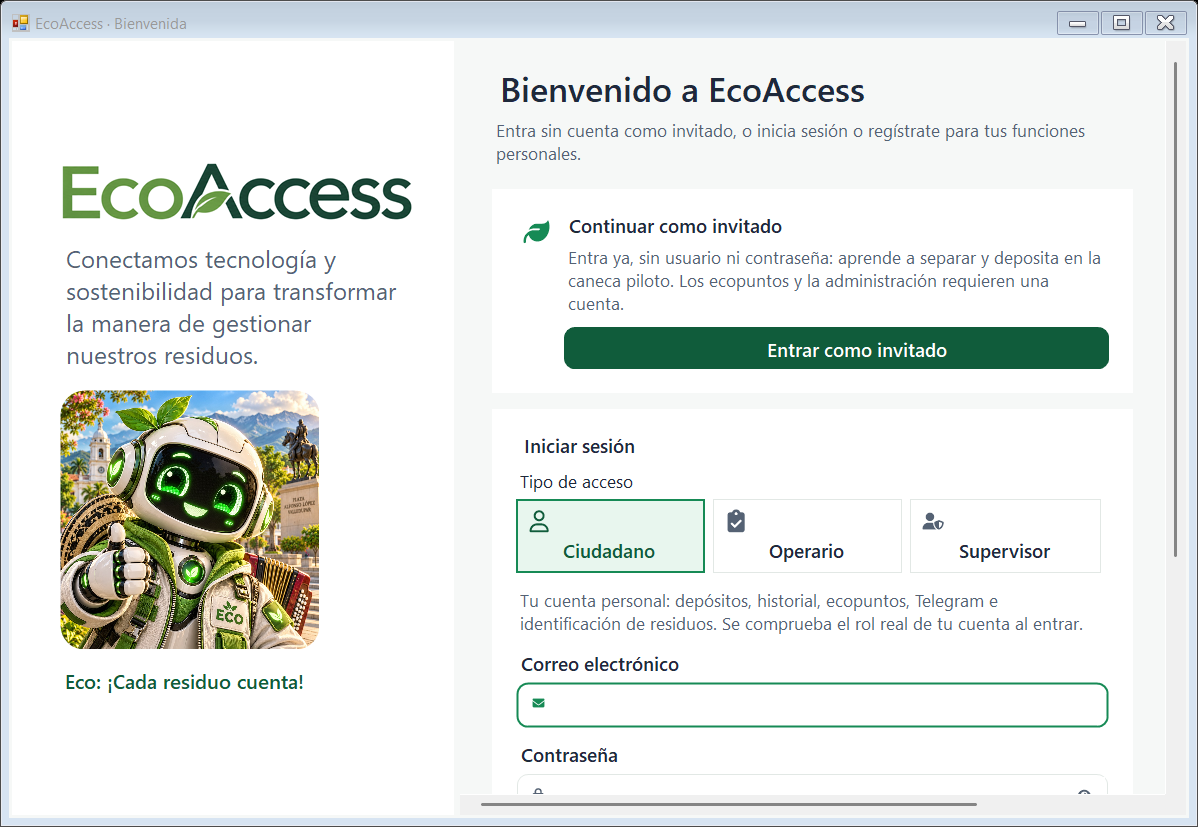 EcoAccess · Bienvenida
EcoAccess
Conectamos tecnología y
sostenibilidad para transformar
la manera de gestionar
nuestros residuos.
PLAZA
ALFONSO LÓPEZ
VALLEDUPAR
ECO
Eco: ¡Cada residuo cuenta!
Bienvenido a EcoAccess
Entra sin cuenta como invitado, o inicia sesión o regístrate para tus funciones
personales.
Continuar como invitado
Entra ya, sin usuario ni contraseña: aprende a separar y deposita en la
caneca piloto. Los ecopuntos y la administración requieren una
cuenta.
Entrar como invitado
Iniciar sesión
Tipo de acceso
Ciudadano
Operario
Supervisor
Tu cuenta personal: depósitos, historial, ecopuntos, Telegram e
identificación de residuos. Se comprueba el rol real de tu cuenta al entrar.
Correo electrónico
Contraseña